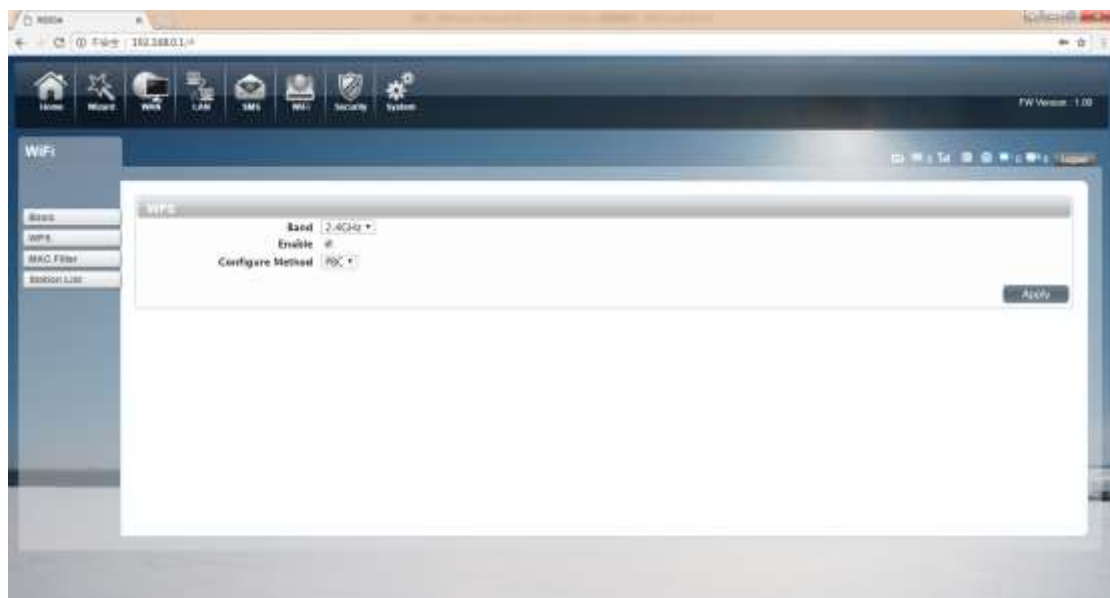 192.168.0.1/#
Home Wizard WAN LAN SMS WiFi Security System
FW Version : 1.00
WiFi
Basic
WPS
MAC Filter
Station List
WPS
Band 2.4GHz
Enable
Configure Method PBC
Apply